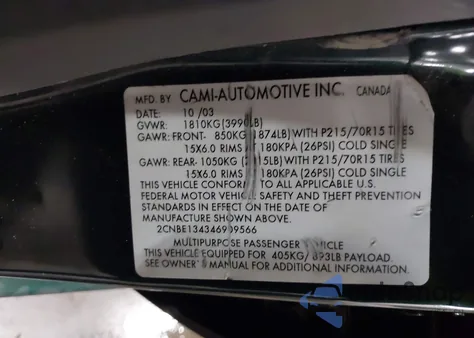 MFD. BY CAMI-AUTOMOTIVE INC. CANADA
DATE: 10 /03
GVWR: 1810KG(3990LB)
GAWR: FRONT- 850KG(1874LB) WITH P215/70R15 TIRES
15X6.0 RIMS AT 180KPA (26PSI) COLD SINGLE
GAWR: REAR- 1050KG( WITH P215/70R15 TIRES
15X6.0 RIMS AT 180KPA (26PSI) COLD SINGLE
THIS VEHICLE CONFORMS TO ALL APPLICABLE U.S.
FEDERAL MOTOR VEHICLE SAFETY AND THEFT PREVENTION
STANDARDS IN EFFECT ON THE DATE OF
MANUFACTURE SHOWN ABOVE.
2CNBE134346909566
MULTIPURPOSE PASSENGER VEHICLE
THIS VEHICLE EQUIPPED FOR 405KG/893LB PAYLOAD.
SEE OWNER'S MANUAL FOR ADDITIONAL INFORMATION.